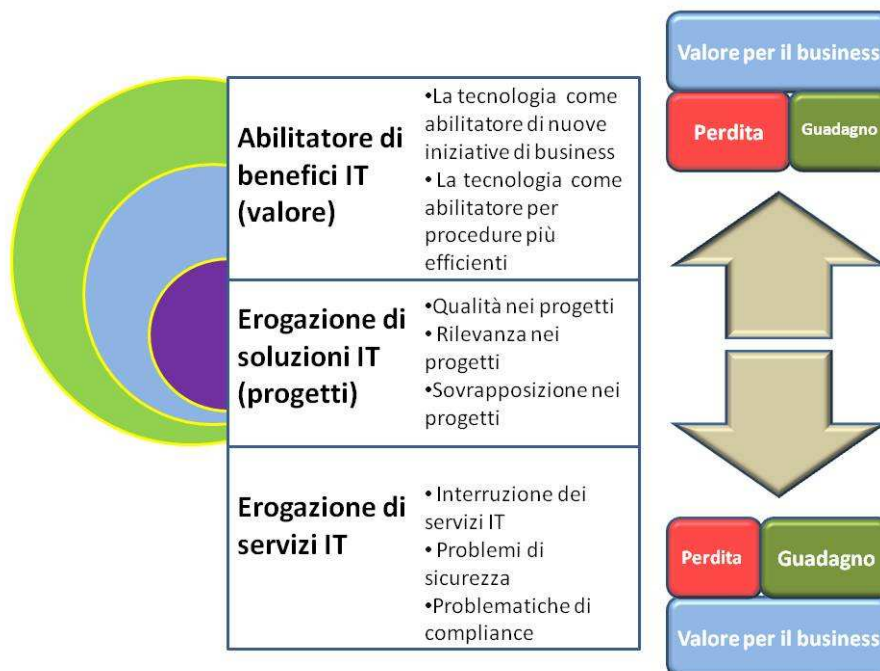 Abilitatore di
benefici IT
(valore)
•La tecnologia come
abilitatore di nuove
iniziative di business
• La tecnologia come
abilitatore per
procedure più
efficienti
Erogazione di
soluzioni IT
(progetti)
•Qualità nei progetti
• Rilevanza nei
progetti
•Sovrapposizione nei
progetti
Erogazione di
servizi IT
• Interruzione dei
servizi IT
• Problemi di
sicurezza
•Problematiche di
compliance
Valore per il business
Perdita
Guadagno
Perdita
Guadagno
Valore per il business